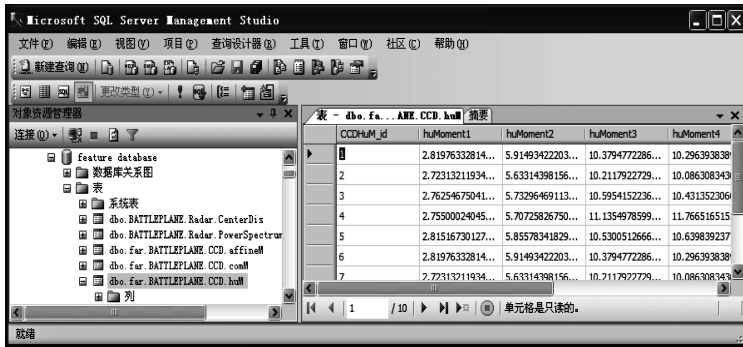 Microsoft SQL Server Management Studio
文件(F) 编辑(E) 视图(V) 项目(P) 查询设计器(R) 工具(T) 窗口(W) 社区(C) 帮助(H)
新建查询(N)
更改类型(Y)
对象资源管理器
连接(O)
feature database
数据库关系图
表
系统表
dbo.BATTLEPLANE.Radar.CenterDis
dbo.BATTLEPLANE.Radar.PowerSpectrum
dbo.far.BATTLEPLANE.CCD.affineM
dbo.far.BATTLEPLANE.CCD.comM
dbo.far.BATTLEPLANE.CCD.huM
列
表 - dbo.fa...ANE.CCD.huM 摘要
CCDHuM_id huMoment1 huMoment2 huMoment3 huMoment4
1 2.81976332814... 5.91493422203... 10.3794772286... 10.296393838
2 2.72313211934... 5.63314398156... 10.2117922729... 10.086308343
3 2.76254675041... 5.73296469113... 10.5954152236... 10.431352306
4 2.75500024045... 5.70725826750... 11.1354978599... 11.766516515
5 2.81516730127... 5.85578341829... 10.5300512666... 10.639839237
6 2.81976332814... 5.91493422203... 10.3794772286... 10.296393838
7 2.72313211934... 5.63314398156... 10.2117922729... 10.086308343
1 /10 单元格是只读的。
就绪